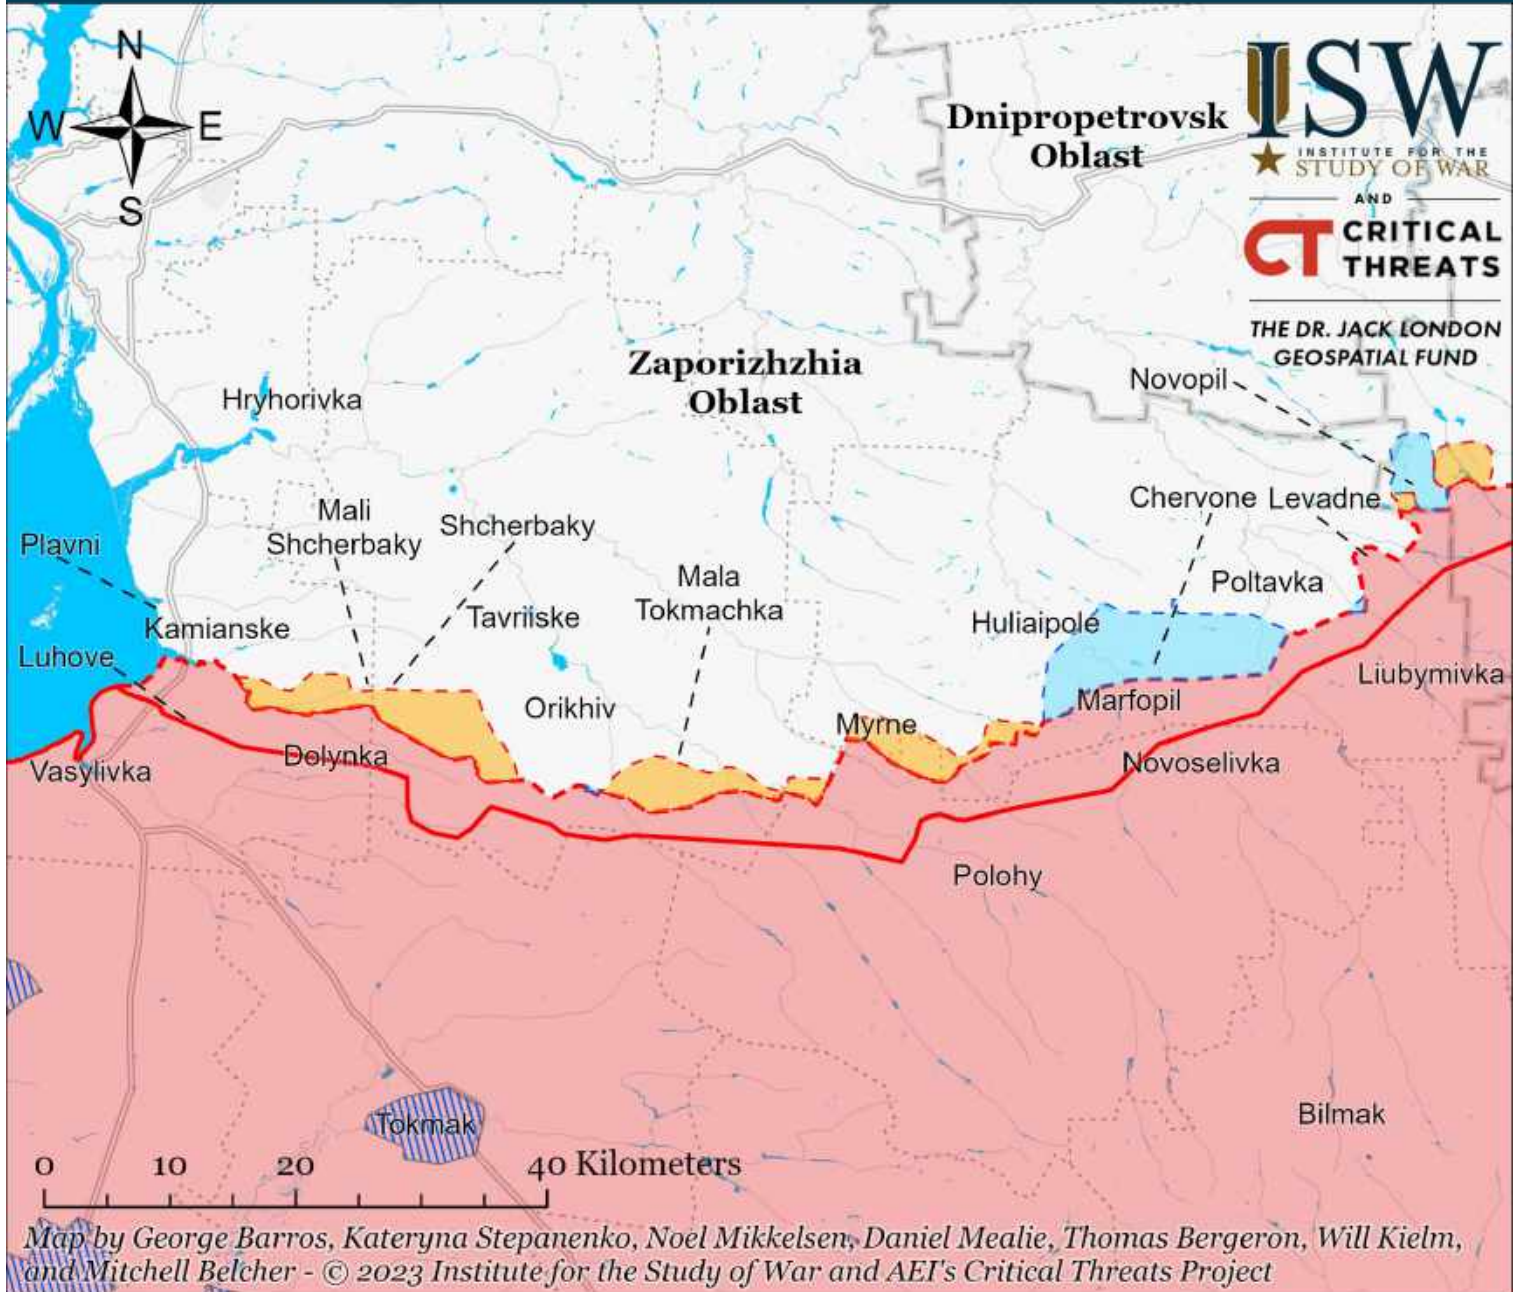 N
W E
S
Dnipropetrovsk
Oblast
ISW
INSTITUTE FOR THE
STUDY OF WAR
AND
CT CRITICAL
THREATS
THE DR. JACK LONDON
GEOSPATIAL FUND
Zaporizhzhia
Oblast
Novopil
Hryhorivka
Mali
Shcherbaky
Shcherbaky
Chervone
Levadne
Plavni
Mala
Tokmachka
Poltavka
Tavriiske
Huliaipole
Kamianske
Luhove
Liubymivka
Orikhiv
Marfopil
Myrne
Dolynka
Vasylivka
Novoselivka
Polohy
Bilmak
Tokmak
0 10 20 40 Kilometers
Map by George Barros, Kateryna Stepanenko, Noel Mikkelsen, Daniel Mealie, Thomas Bergeron, Will Kielm,
and Mitchell Belcher - © 2023 Institute for the Study of War and AEI's Critical Threats Project